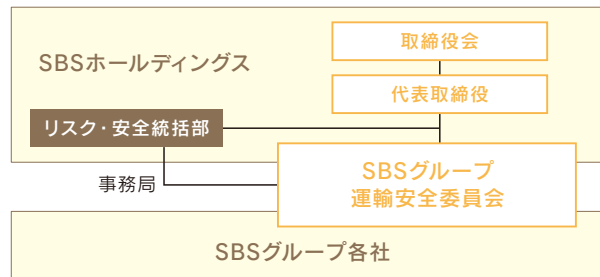 取締役会
SBSホールディングス
代表取締役
リスク・安全統括部
SBSグループ
運輸安全委員会
事務局
SBSグループ各社